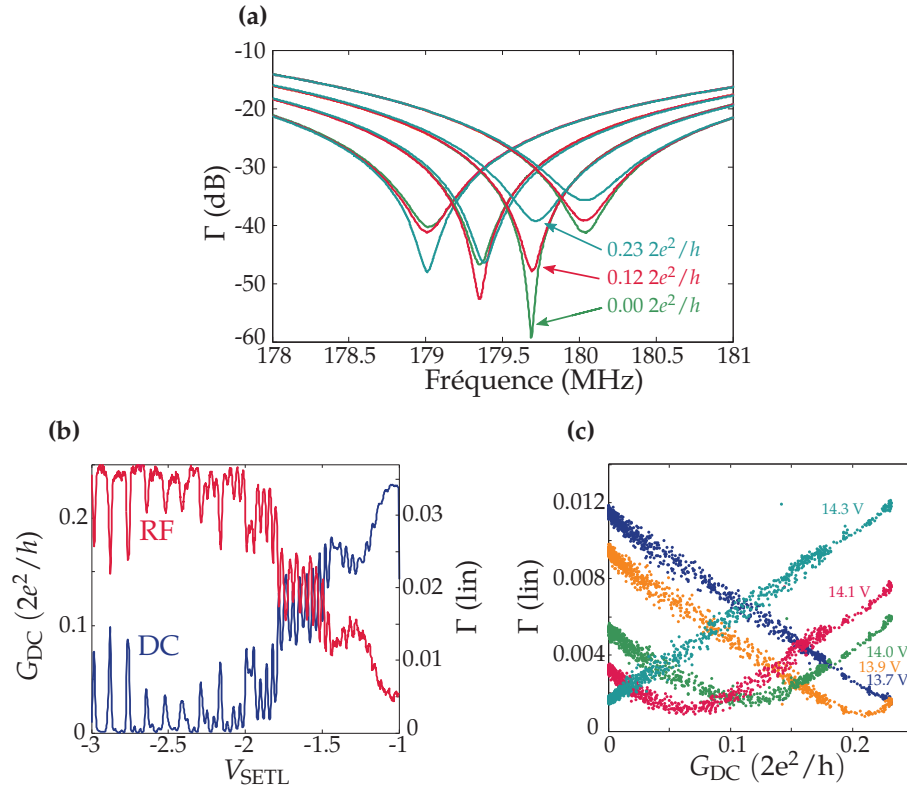 (a)
-10
-20
-30
-40
-50
-60
Γ (dB)
0.23 2e²/h
0.12 2e²/h
0.00 2e²/h
178 178.5 179 179.5 180 180.5 181
Fréquence (MHz)
(b)
0.2
0.1
0
G_DC (2e²/h)
RF
DC
0.03
0.02
0.01
0
Γ (lin)
-3 -2.5 -2 -1.5 -1
V_SETL
(c)
0.012
0.008
0.004
0
Γ (lin)
14.3 V
14.1 V
14.0 V
13.9 V
13.7 V
0 0.1 0.2
G_DC (2e²/h)